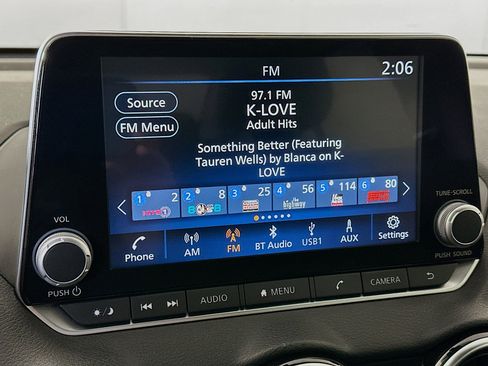 FM
2:06
Source
FM Menu
97.1 FM
K-LOVE
Adult Hits
Something Better (Featuring
Tauren Wells) by Blanca on K-
LOVE
1 2
2 8
3 25
4 56
5 114
6 80
the highway
VOL
TUNE•SCROLL
Phone
AM
FM
BT Audio
USB1
AUX
Settings
PUSH
PUSH SOUND
AUDIO
MENU
CAMERA